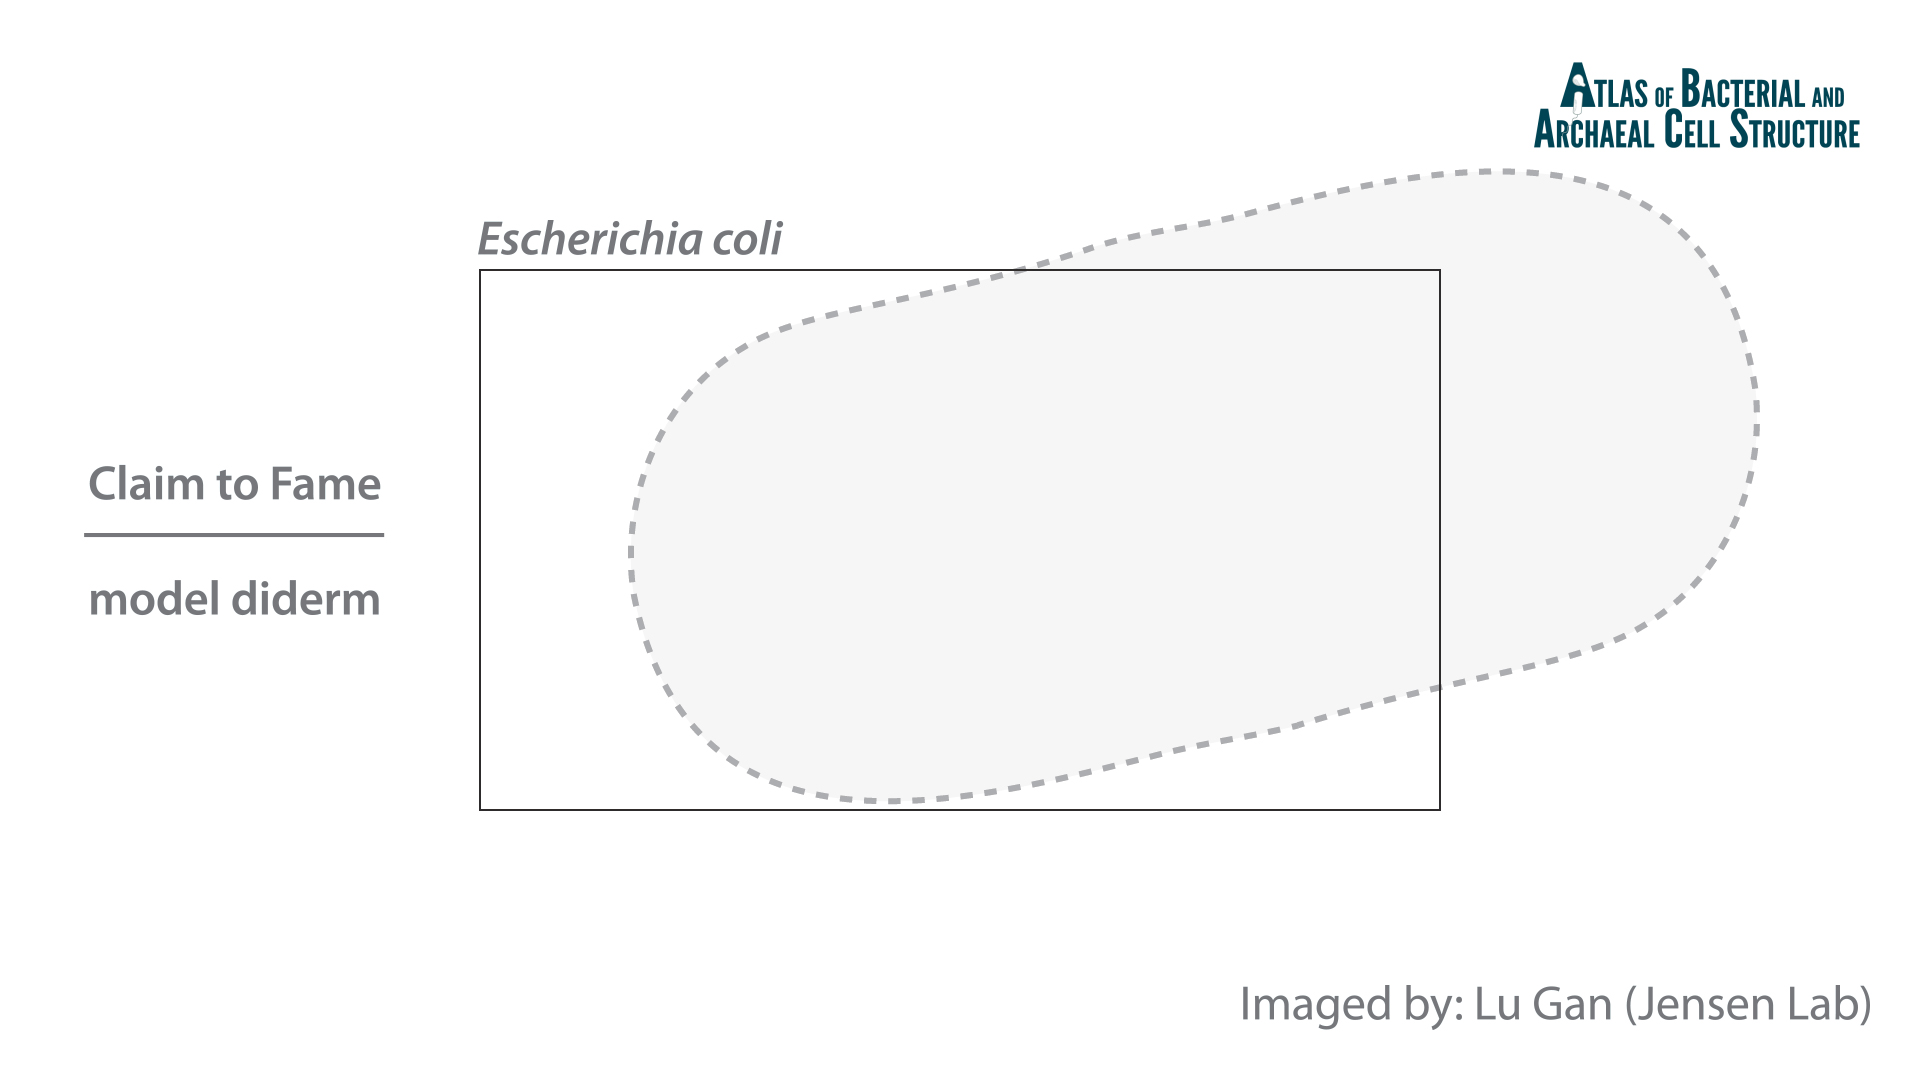 Atlas of Bacterial and
Archaeal Cell Structure
Escherichia coli
Claim to Fame
model diderm
Imaged by: Lu Gan (Jensen Lab)